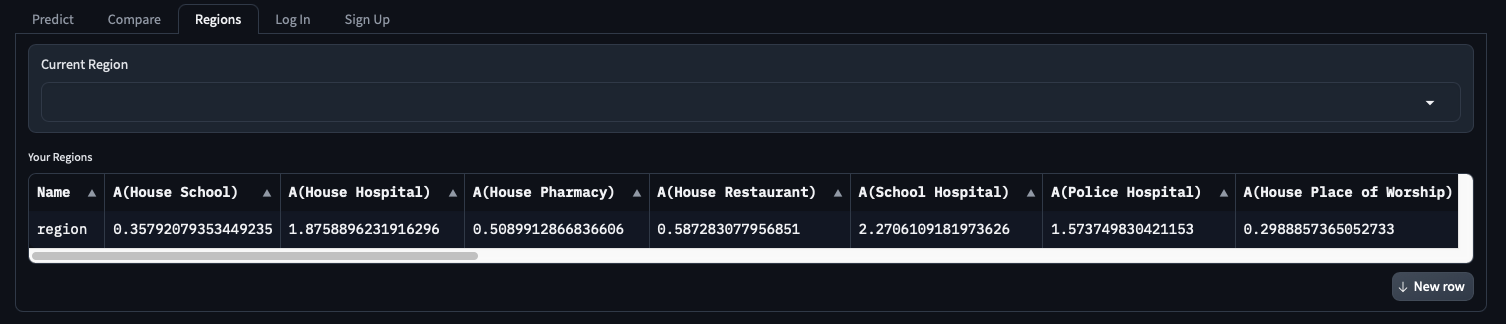 Predict Compare Regions Log In Sign Up
Current Region
Your Regions
Name A(House School) A(House Hospital) A(House Pharmacy) A(House Restaurant) A(School Hospital) A(Police Hospital) A(House Place of Worship)
region 0.35792079353449235 1.8758896231916296 0.5089912866836606 0.587283077956851 2.2706109181973626 1.573749830421153 0.2988857365052733
↓ New row